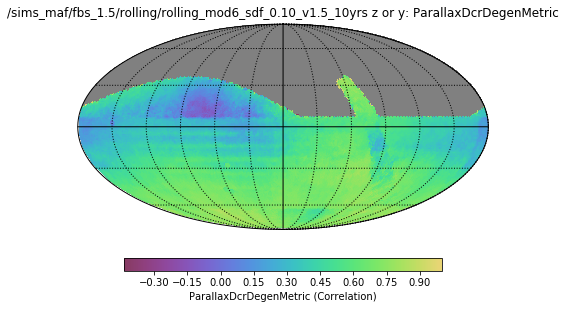 /sims_maf/fbs_1.5/rolling/rolling_mod6_sdf_0.10_v1.5_10yrs z or y: ParallaxDcrDegenMetric
−0.30 −0.15 0.00 0.15 0.30 0.45 0.60 0.75 0.90
ParallaxDcrDegenMetric (Correlation)